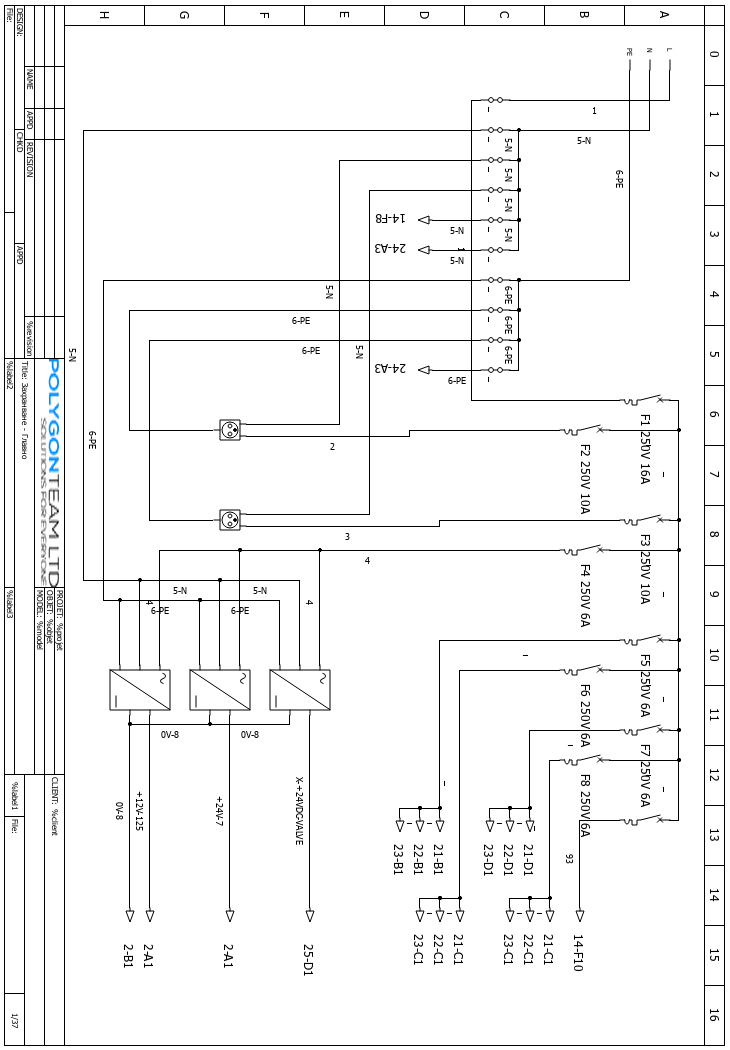 0
1
2
3
4
5
6
7
8
9
10
11
12
13
14
15
16
A
B
C
D
E
F
G
H
L
N
PE
1
5-N
6-PE
5-N
5-N
5-N
5-N
5-N
14-F8
5-N
24-A3
6-PE
6-PE
6-PE
6-PE
24-A3
5-N
5-N
6-PE
6-PE
5-N
6-PE
F1 250V 16A
F2 250V 10A
F3 250V 10A
F4 250V 6A
F5 250V 6A
F6 250V 6A
F7 250V 6A
F8 250V 6A
2
3
4
5-N
5-N
6-PE
6-PE
4
4
0V-8
0V-8
0V-8
+12V-125
+24V-7
X-+24VDGVALVE
93
21-B1
22-B1
23-B1
21-D1
22-D1
23-D1
21-C1
22-C1
23-C1
21-C1
22-C1
23-C1
14-F10
2-B1
2-A1
2-A1
25-D1
NAME
APPD
REVISION
%revision
DESIGN:
CHKD
APPD
File:
POLYGONTEAM LTD
SOLUTIONS FOR EVERYONE
Title: Захранване - Главно
%label2
PROJET: %projet
OBJET: %objet
MODEL: %model
%label3
CLIENT: %client
%label1
File:
1/37